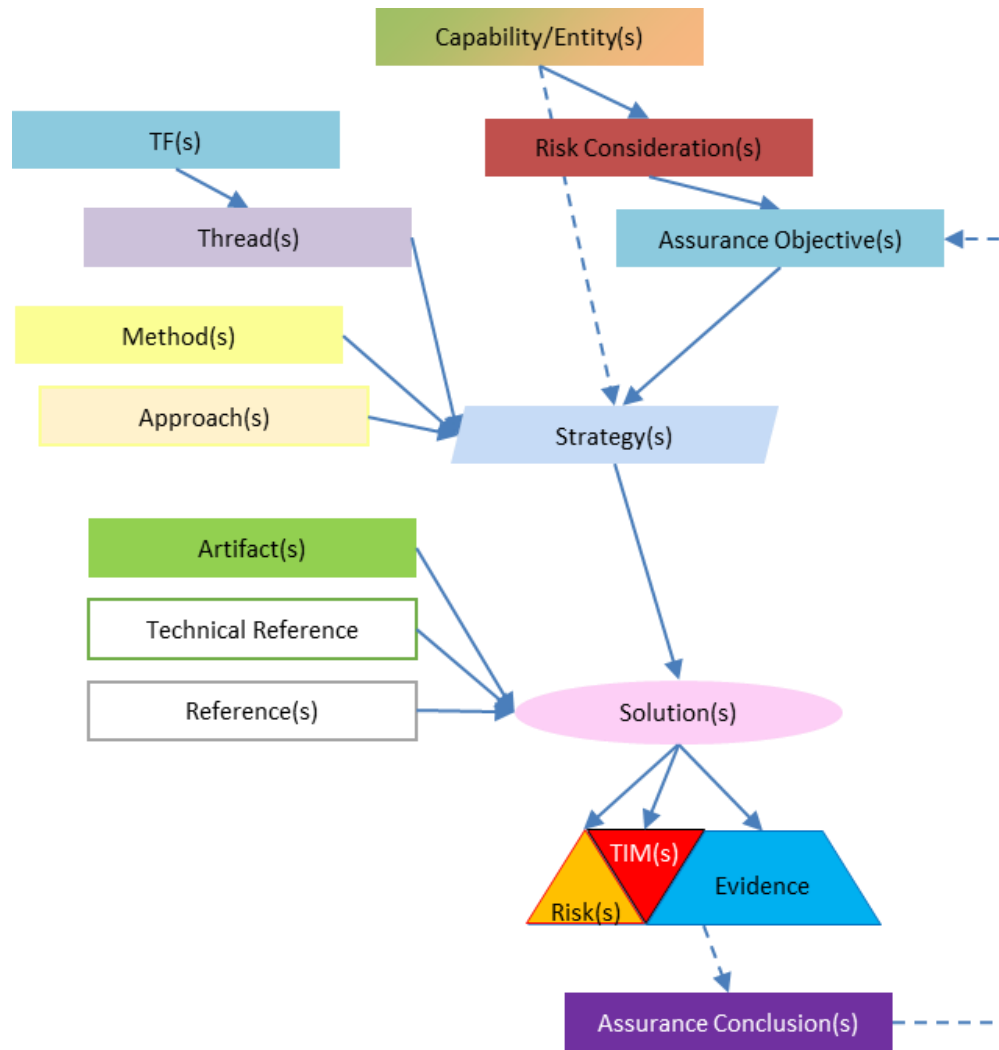 Capability/Entity(s)
TF(s)
Risk Consideration(s)
Thread(s)
Assurance Objective(s)
Method(s)
Approach(s)
Strategy(s)
Artifact(s)
Technical Reference
Reference(s)
Solution(s)
TIM(s)
Evidence
Risk(s)
Assurance Conclusion(s)